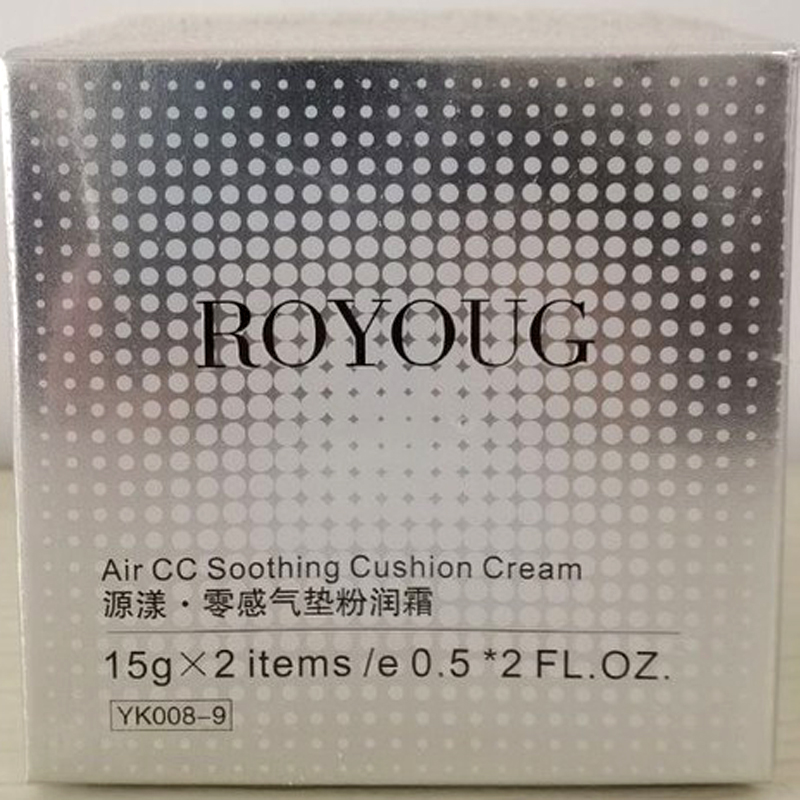 ROYOUG
Air CC Soothing Cushion Cream
源漾·零感气垫粉润霜
15g×2 items /e 0.5 *2 FL.OZ.
YK008-9